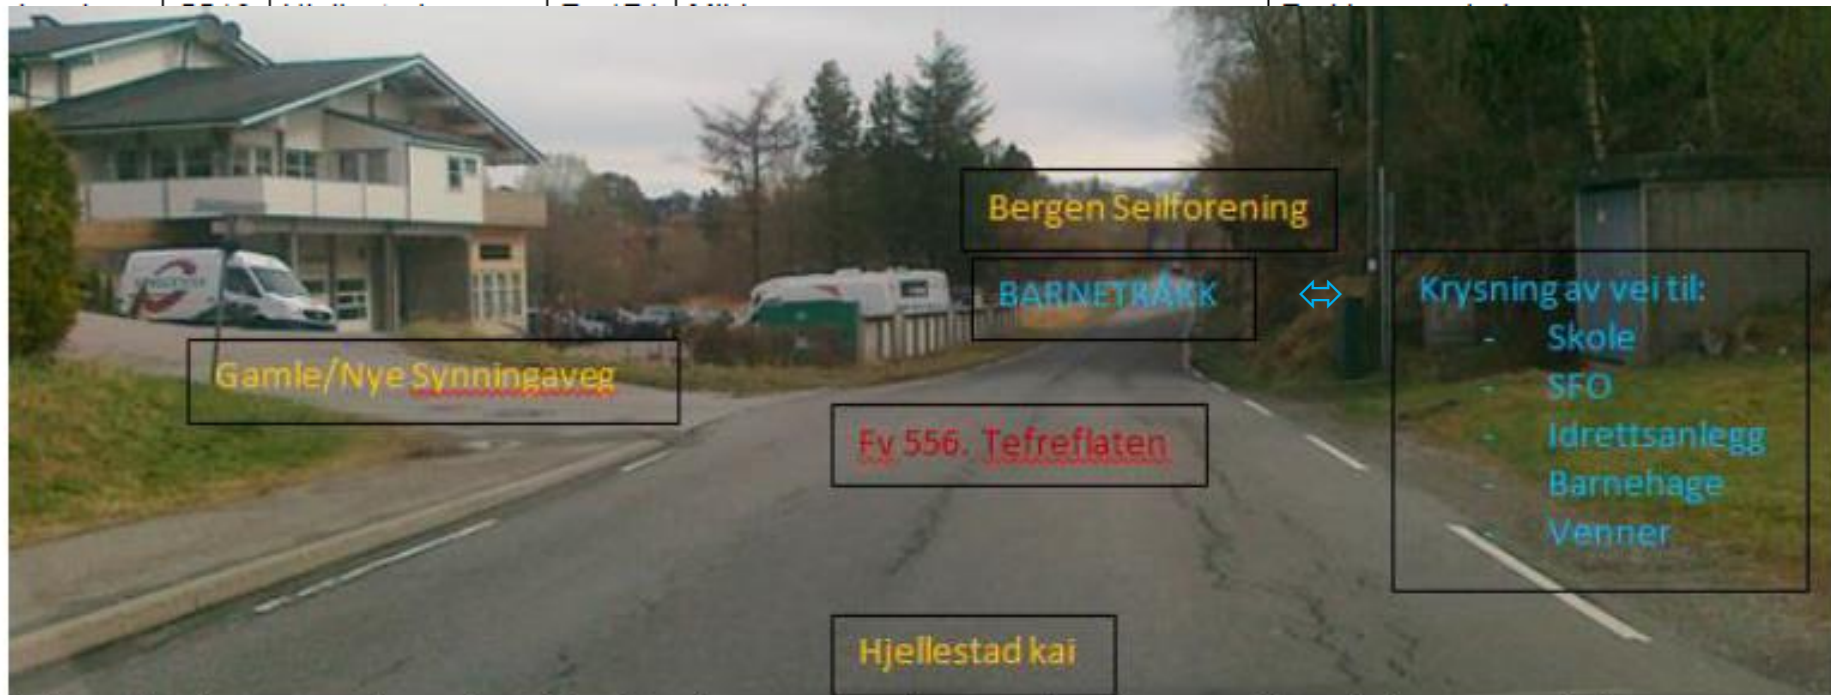 Bergen Seilforening
BARNETRÅKK
Krysning av vei til:
- Skole
- SFO
- Idrettsanlegg
- Barnehage
- Venner
Gamle/Nye Synningaveg
Fv 556. Tefreflaten
Hjellestad kai